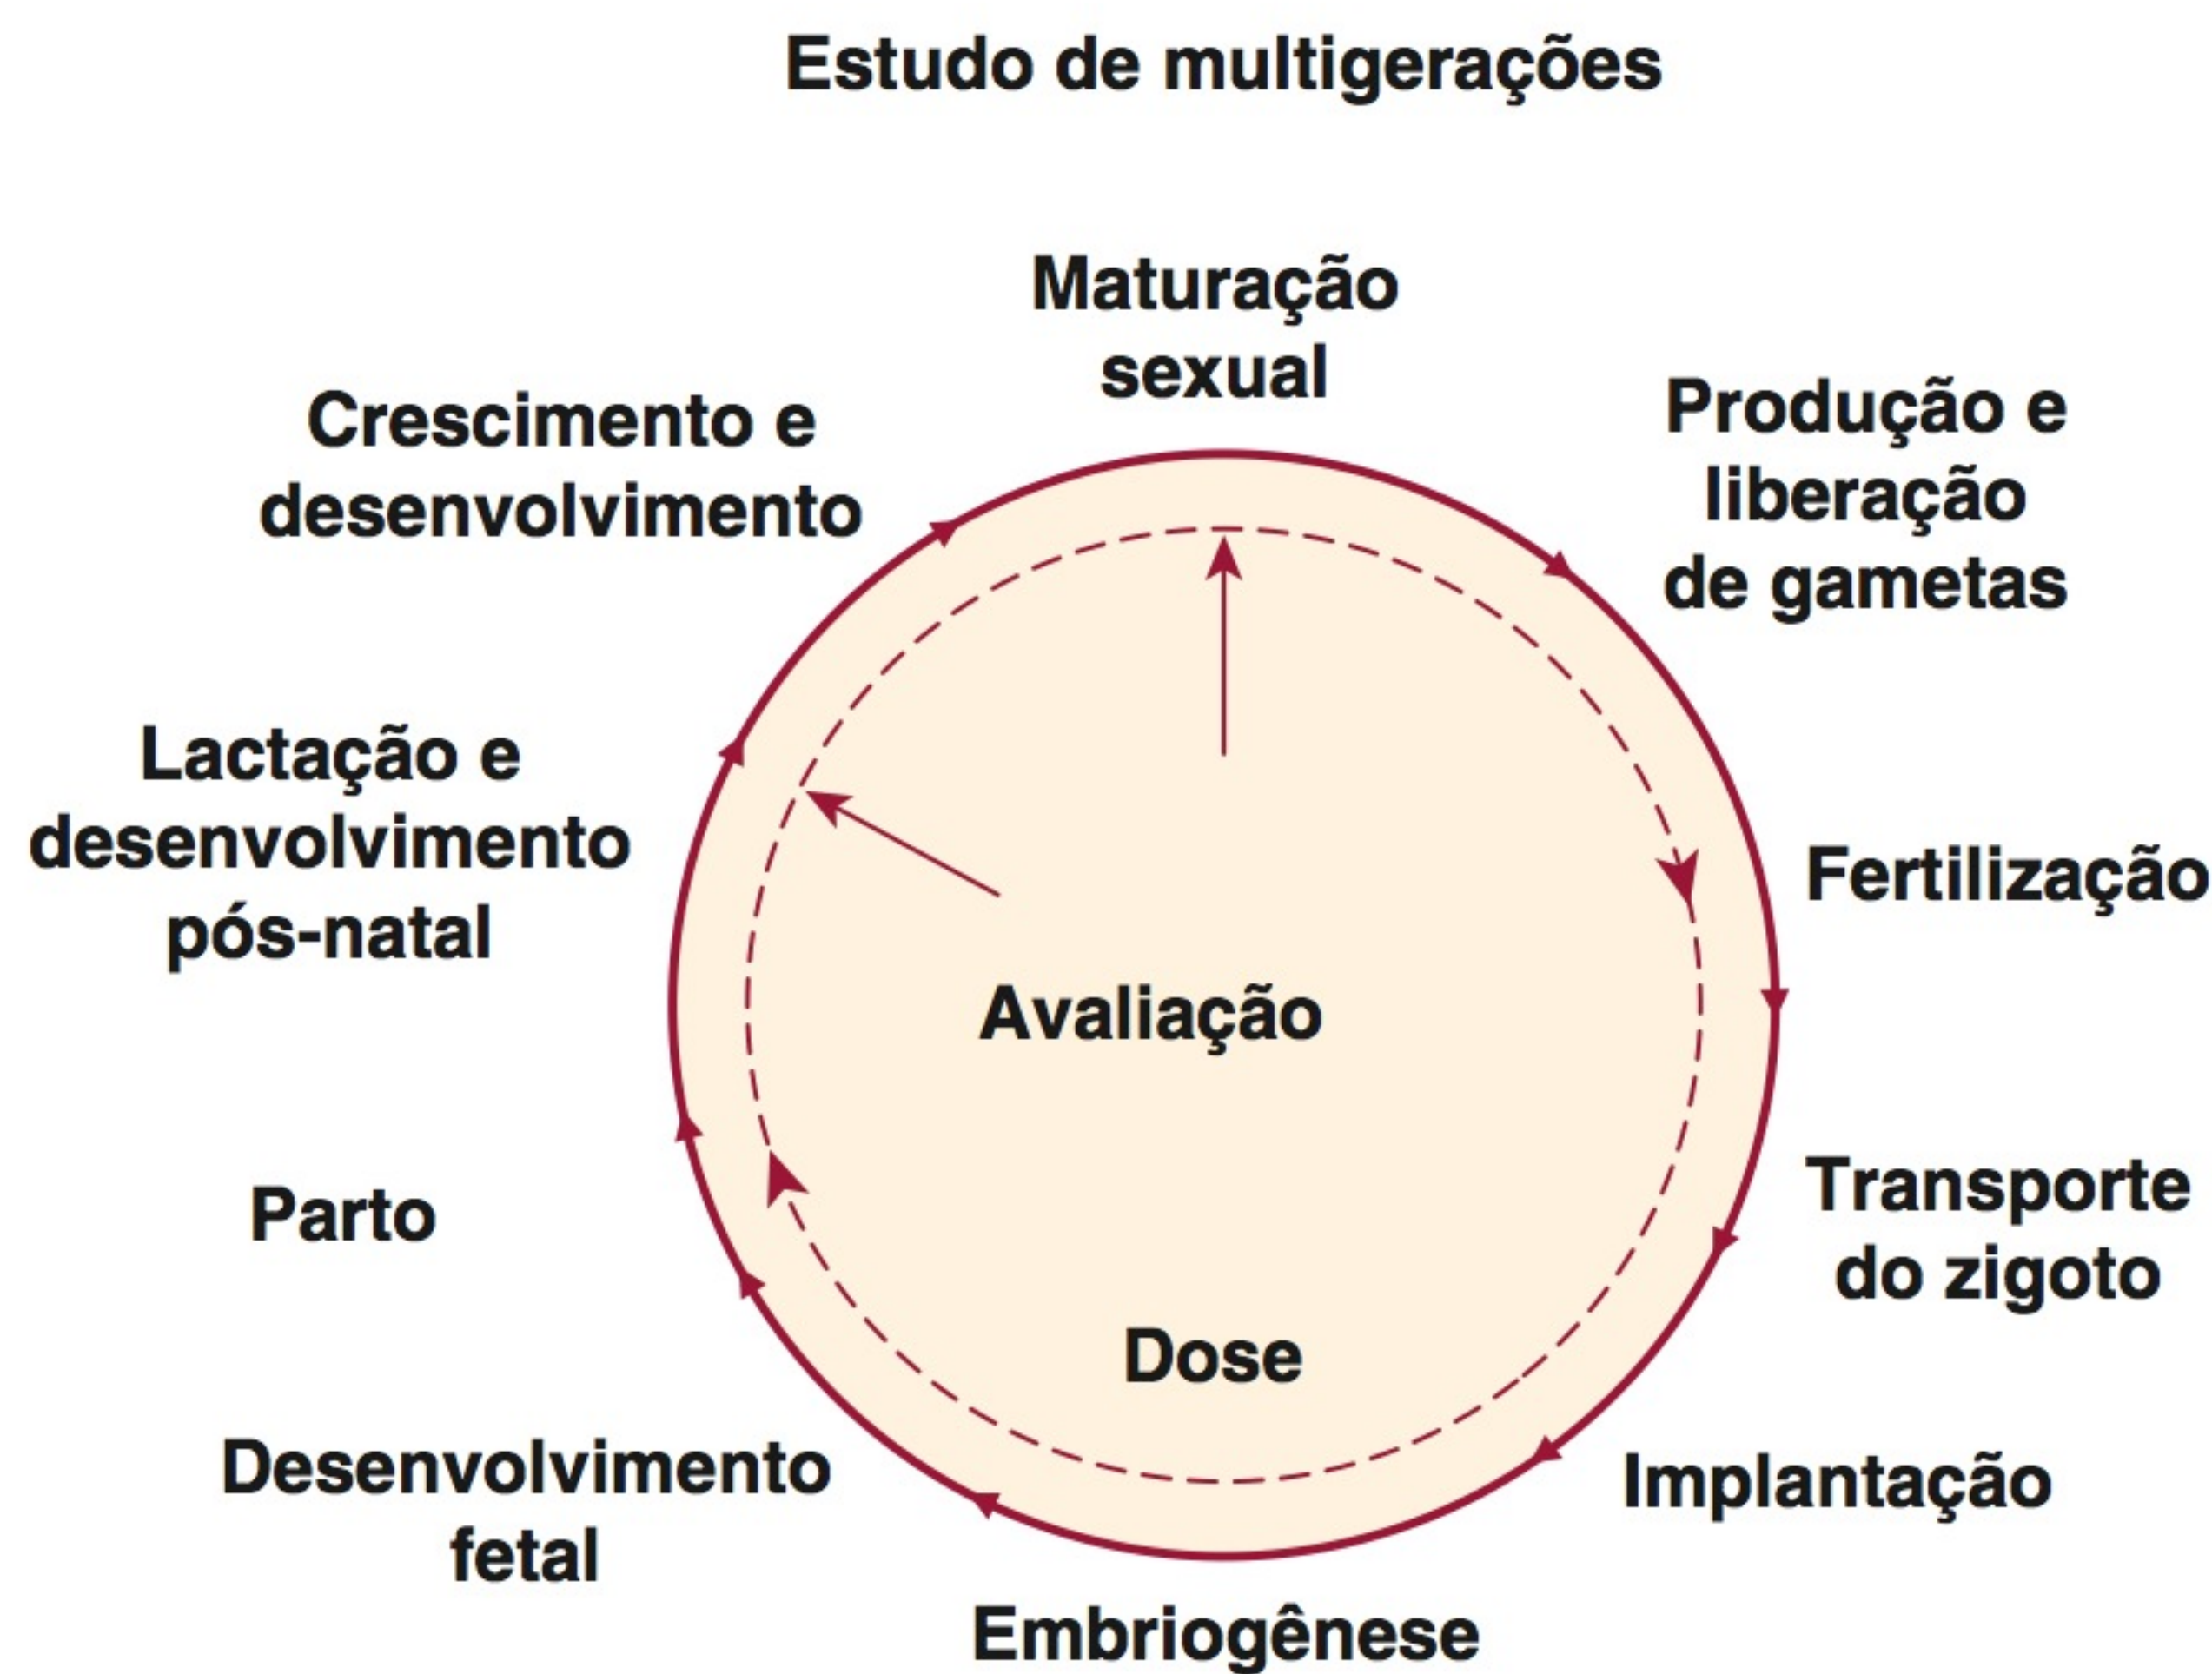 Estudo de multigerações
Maturação
sexual
Produção e
liberação
de gametas
Fertilização
Transporte
do zigoto
Implantação
Embriogênese
Desenvolvimento
fetal
Parto
Lactação e
desenvolvimento
pós-natal
Crescimento e
desenvolvimento
Avaliação
Dose